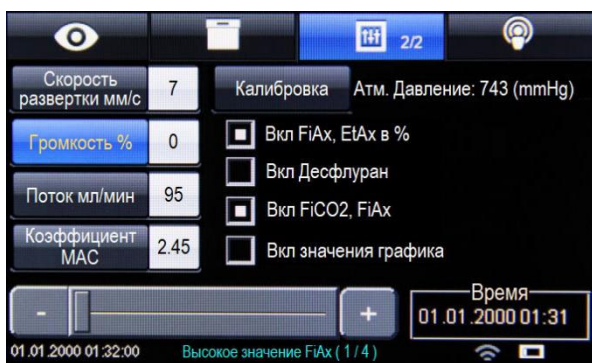 2/2
Скорость
развертки мм/с
7
Калибровка
Атм. Давление: 743 (mmHg)
Громкость %
0
Вкл FiAx, EtAx в %
Вкл Десфлуран
Поток мл/мин
95
Вкл FiCO2, FiAx
Коэффициент
МАС
2.45
Вкл значения графика
-
+
Время
01.01.2000 01:31
01.01.2000 01:32:00
Высокое значение FiAx ( 1 / 4 )